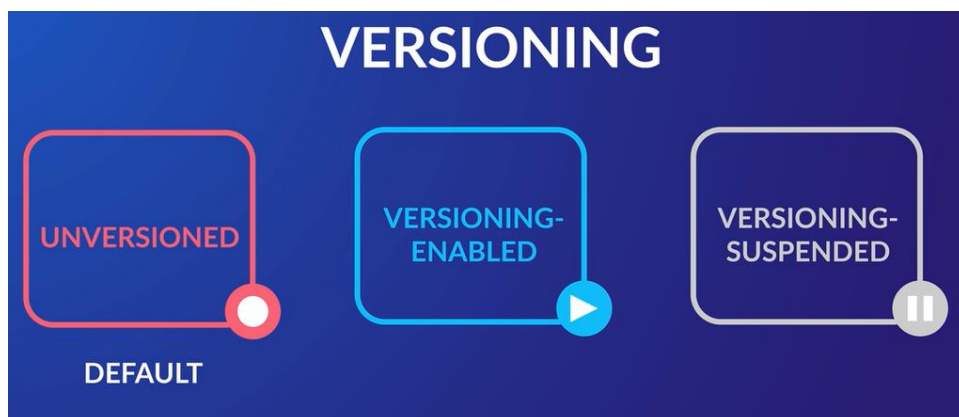 VERSIONING
UNVERSIONED
DEFAULT
VERSIONING-
ENABLED
VERSIONING-
SUSPENDED